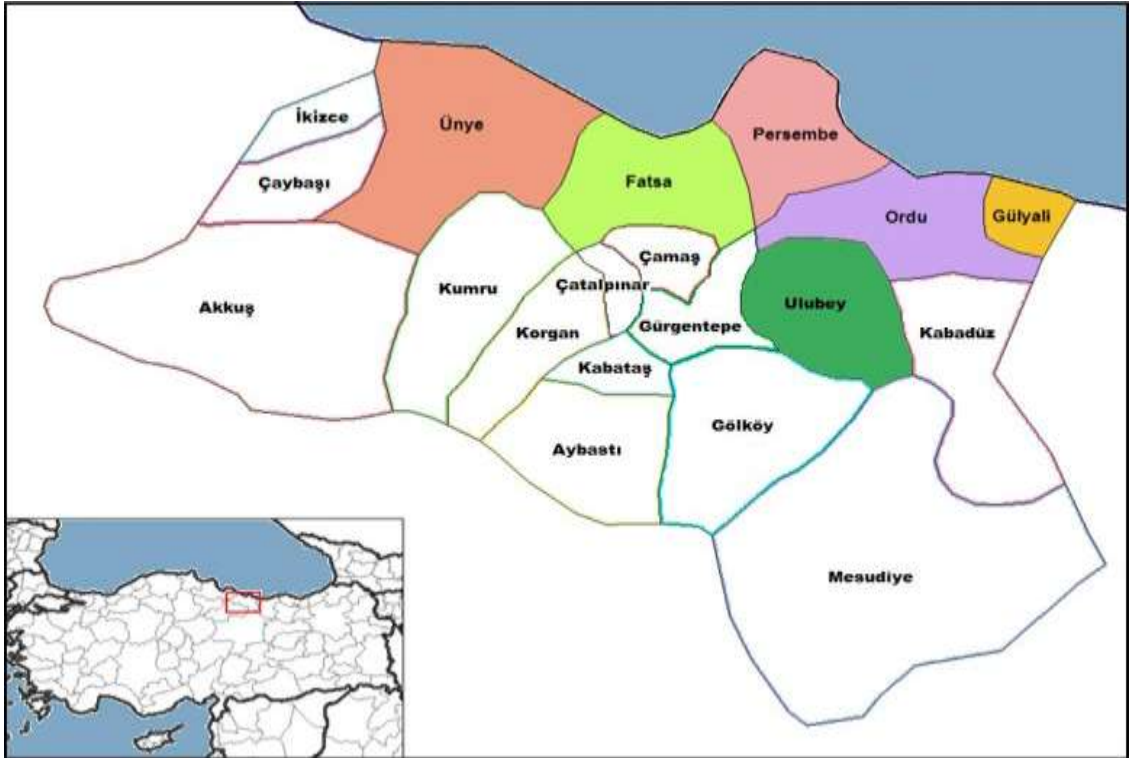 İkizce
Ünye
Persembe
Çaybaşı
Fatsa
Ordu
Gülyali
Çamaş
Akkuş
Kumru
Çatalpınar
Ulubey
Korgan
Gürgentepe
Kabadüz
Kabataş
Aybastı
Gölköy
Mesudiye